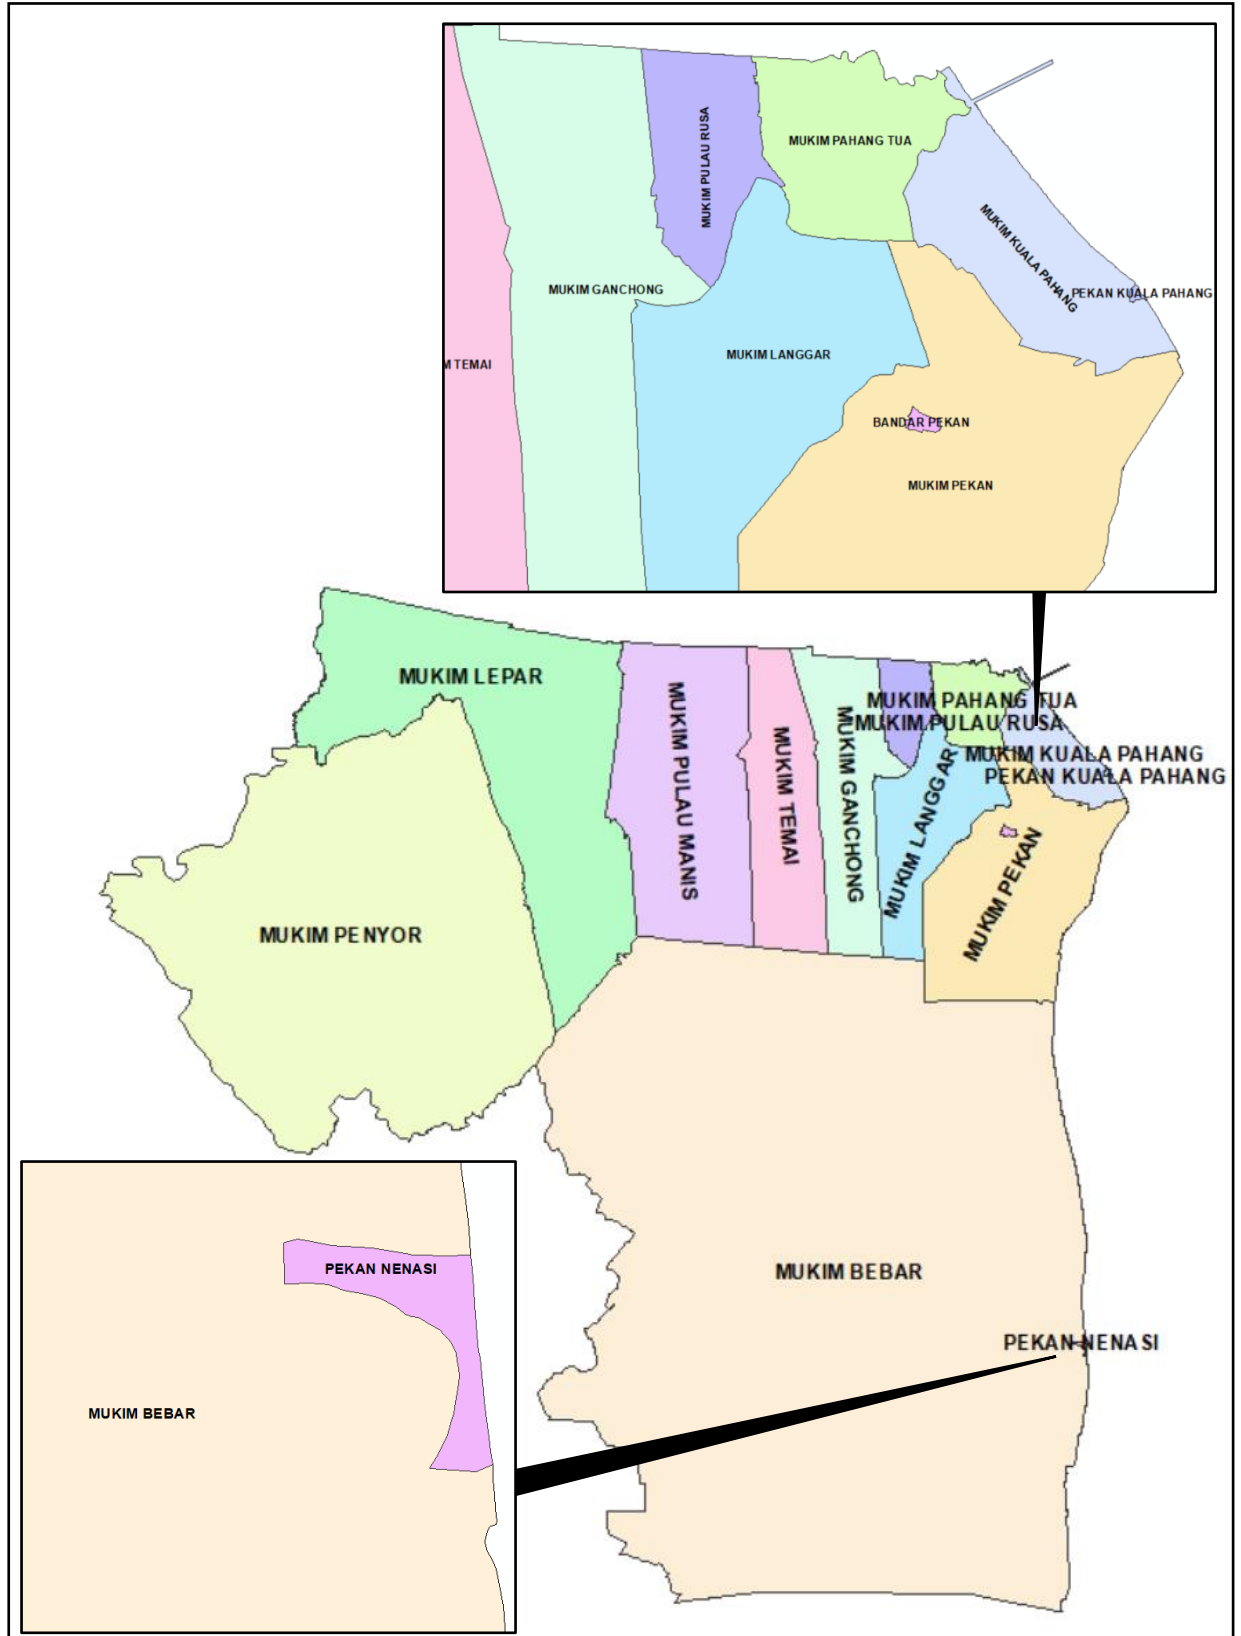 MUKIM PULAU RUSA
MUKIM PAHANG TUA
MUKIM KUALA PAHANG
PEKAN KUALA PAHANG
MUKIM GANCHONG
MUKIM LANGGAR
M TEMAI
BANDAR PEKAN
MUKIM PEKAN
MUKIM LEPAR
MUKIM PULAU MANIS
MUKIM TEMAI
MUKIM GANCHONG
MUKIM PAHANG TUA
MUKIM PULAU RUSA
MUKIM KUALA PAHANG
PEKAN KUALA PAHANG
MUKIM LANGGAR
MUKIM PEKAN
MUKIM PENYOR
MUKIM BEBAR
PEKAN NENASI
PEKAN NENASI
MUKIM BEBAR